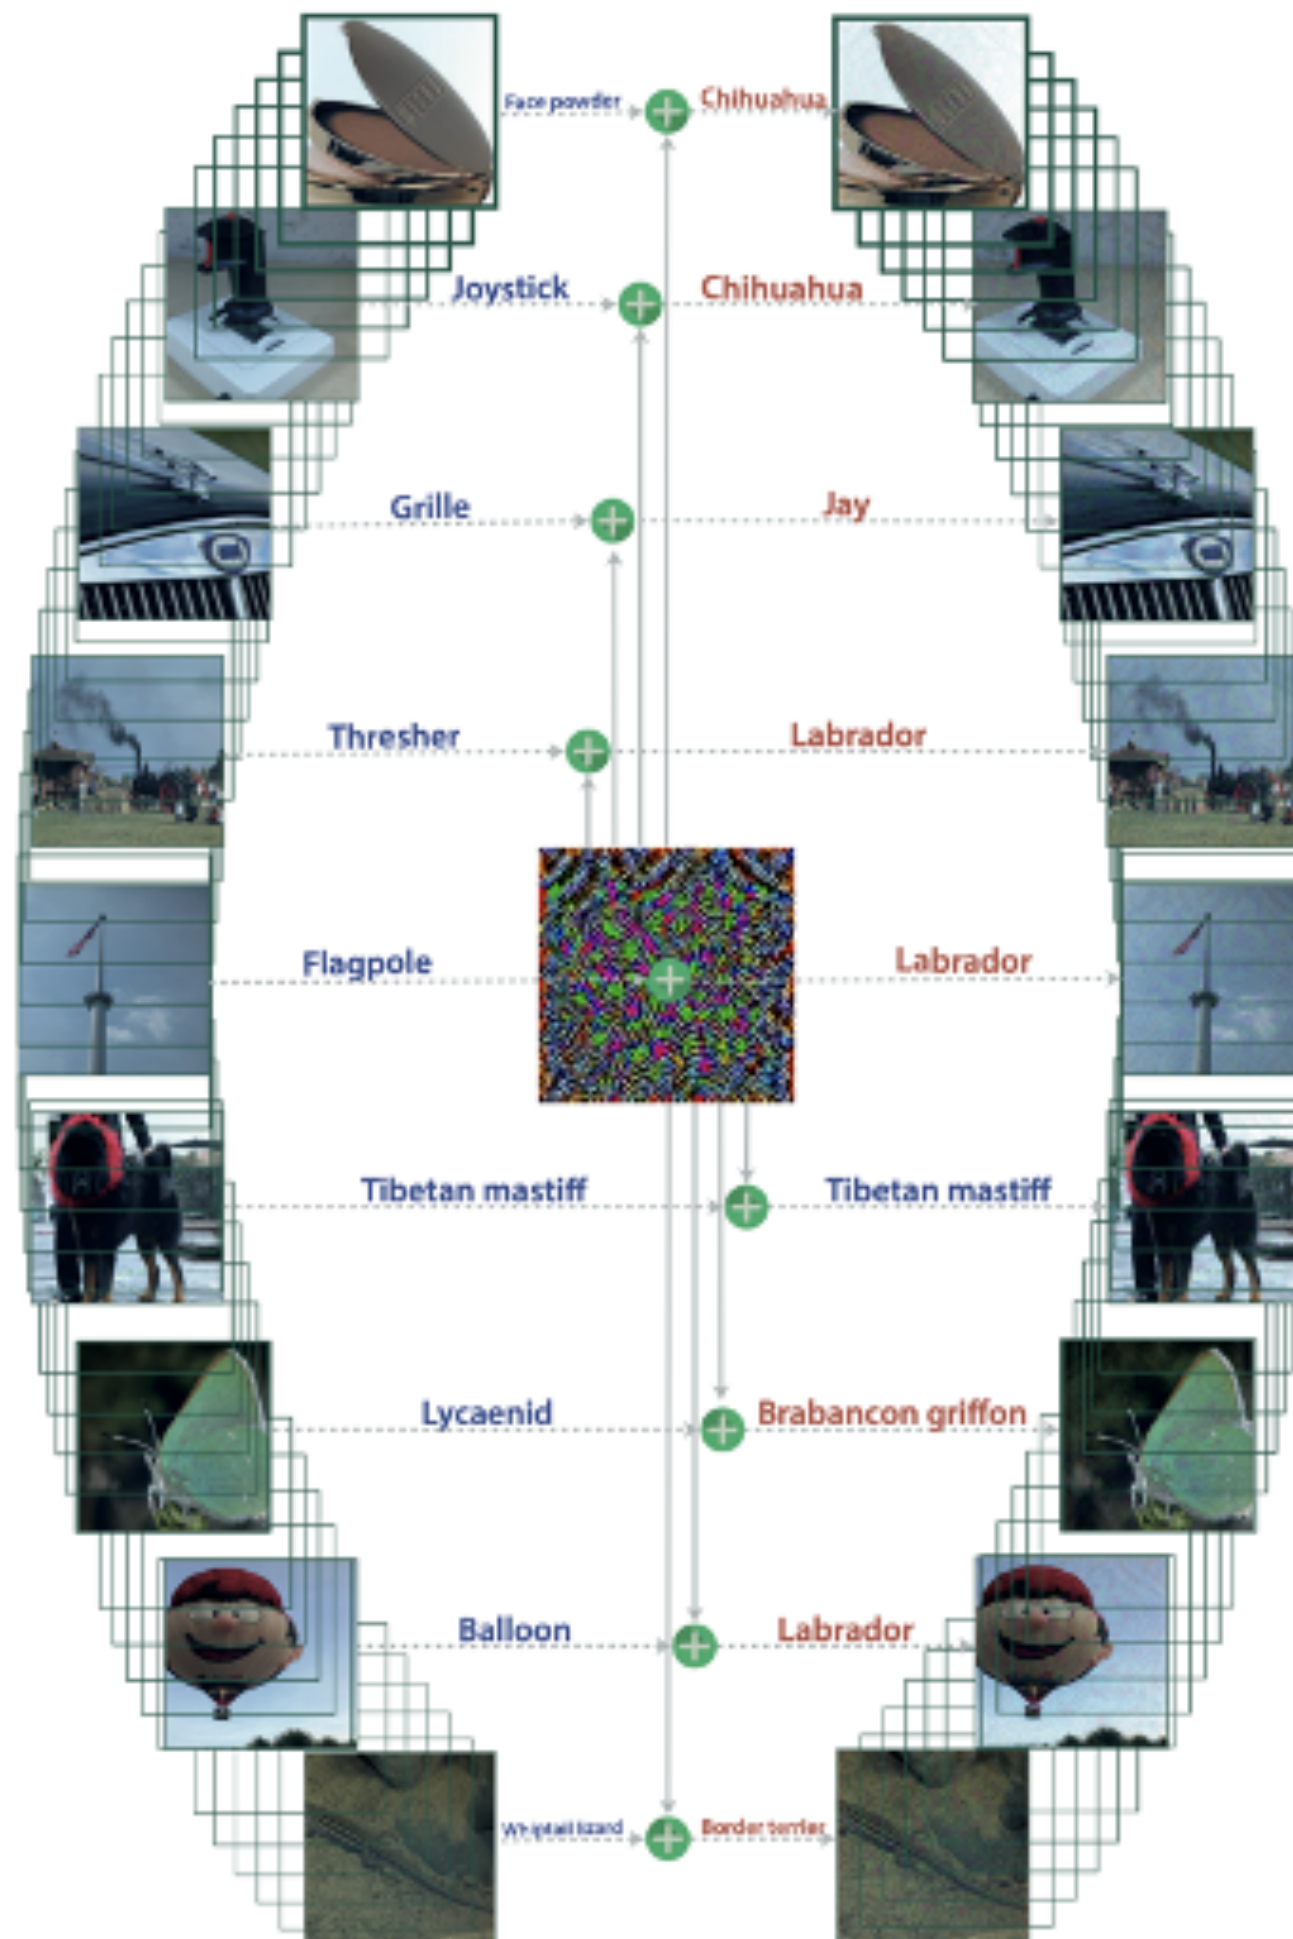 Face powder Chihuahua
Joystick Chihuahua
Grille Jay
Thresher Labrador
Flagpole Labrador
Tibetan mastiff Tibetan mastiff
Lycaenid Brabancon griffon
Balloon Labrador
Whiptail lizard Border terrier